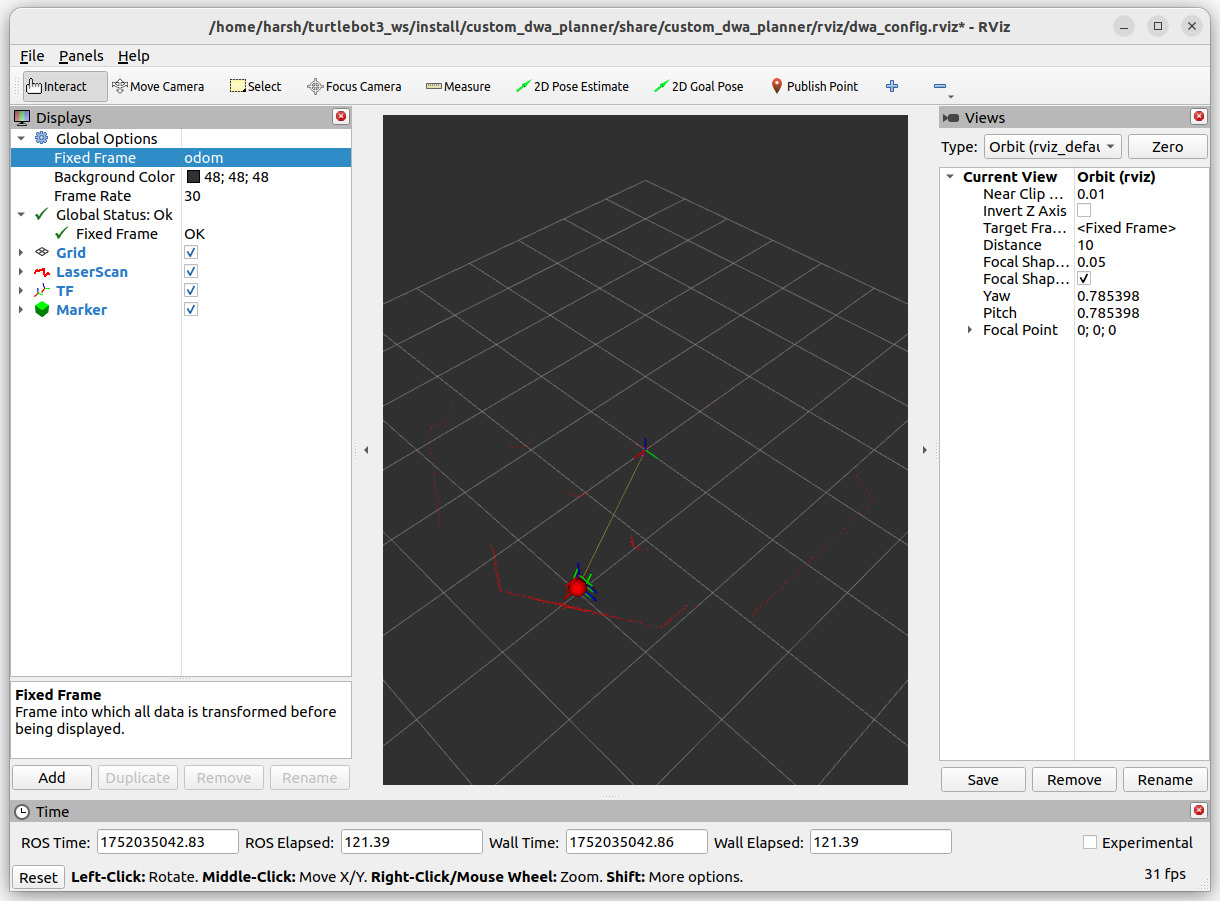 /home/harsh/turtlebot3_ws/install/custom_dwa_planner/share/custom_dwa_planner/rviz/dwa_config.rviz* - RViz
File Panels Help
Interact Move Camera Select Focus Camera Measure 2D Pose Estimate 2D Goal Pose Publish Point
Displays
Global Options
Fixed Frame odom
Background Color 48; 48; 48
Frame Rate 30
Global Status: Ok
Fixed Frame OK
Grid
LaserScan
TF
Marker
Fixed Frame
Frame into which all data is transformed before
being displayed.
Add Duplicate Remove Rename
Views
Type: Orbit (rviz_defau Zero
Current View Orbit (rviz)
Near Clip ... 0.01
Invert Z Axis
Target Fra... <Fixed Frame>
Distance 10
Focal Shap... 0.05
Focal Shap...
Yaw 0.785398
Pitch 0.785398
Focal Point 0; 0; 0
Save Remove Rename
Time
ROS Time: 1752035042.83 ROS Elapsed: 121.39 Wall Time: 1752035042.86 Wall Elapsed: 121.39 Experimental
Reset Left-Click: Rotate. Middle-Click: Move X/Y. Right-Click/Mouse Wheel: Zoom. Shift: More options. 31 fps